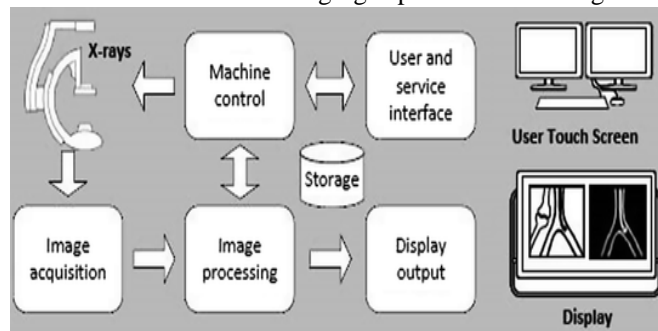 X-rays
Machine
control
User and
service
interface
User Touch Screen
Storage
Image
acquisition
Image
processing
Display
output
Display